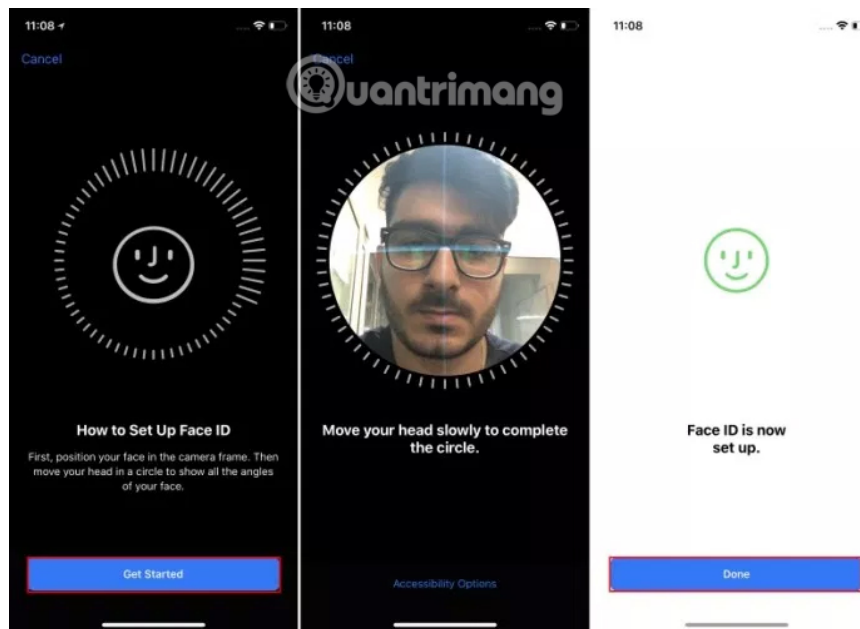 11:08
Cancel
How to Set Up Face ID
First, position your face in the camera frame. Then
move your head in a circle to show all the angles
of your face.
Get Started
11:08
Cancel
Quantrimang
Move your head slowly to complete
the circle.
Accessibility Options
11:08
Face ID is now
set up.
Done